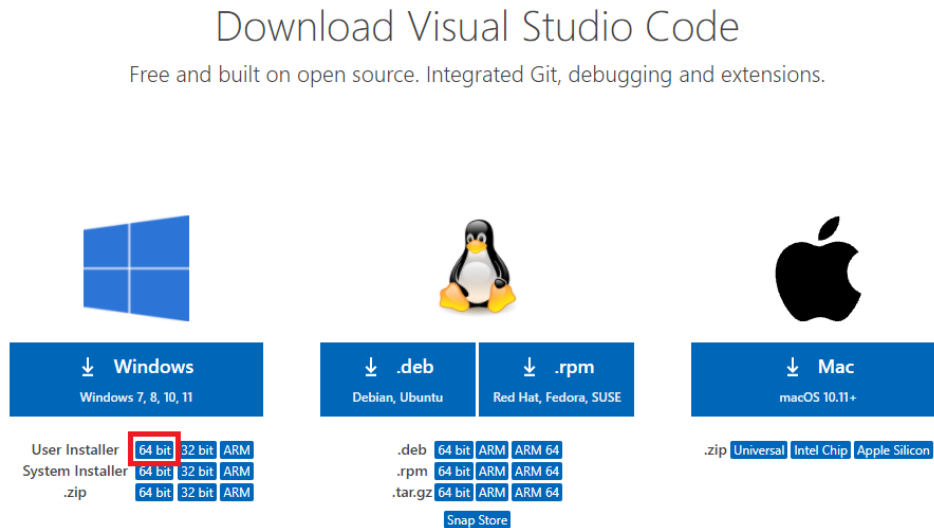 Download Visual Studio Code
Free and built on open source. Integrated Git, debugging and extensions.
Windows
Windows 7, 8, 10, 11
User Installer 64 bit 32 bit ARM
System Installer 64 bit 32 bit ARM
.zip 64 bit 32 bit ARM
.deb
Debian, Ubuntu
.rpm
Red Hat, Fedora, SUSE
.deb 64 bit ARM ARM 64
.rpm 64 bit ARM ARM 64
.tar.gz 64 bit ARM ARM 64
Snap Store
Mac
macOS 10.11+
.zip Universal Intel Chip Apple Silicon